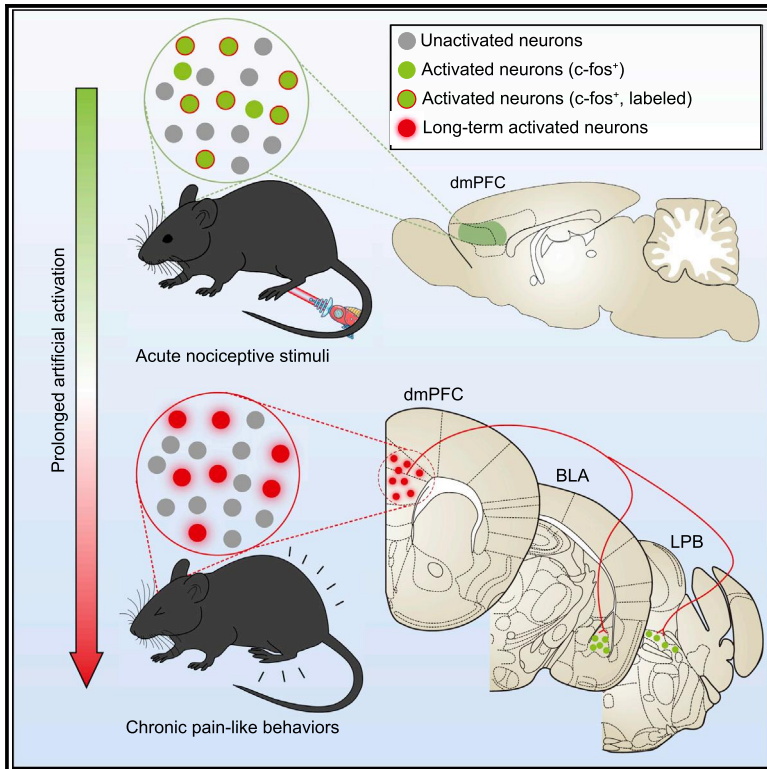 Unactivated neurons
Activated neurons (c-fos⁺)
Activated neurons (c-fos⁺, labeled)
Long-term activated neurons
dmPFC
Prolonged artificial activation
Acute nociceptive stimuli
dmPFC
BLA
LPB
Chronic pain-like behaviors